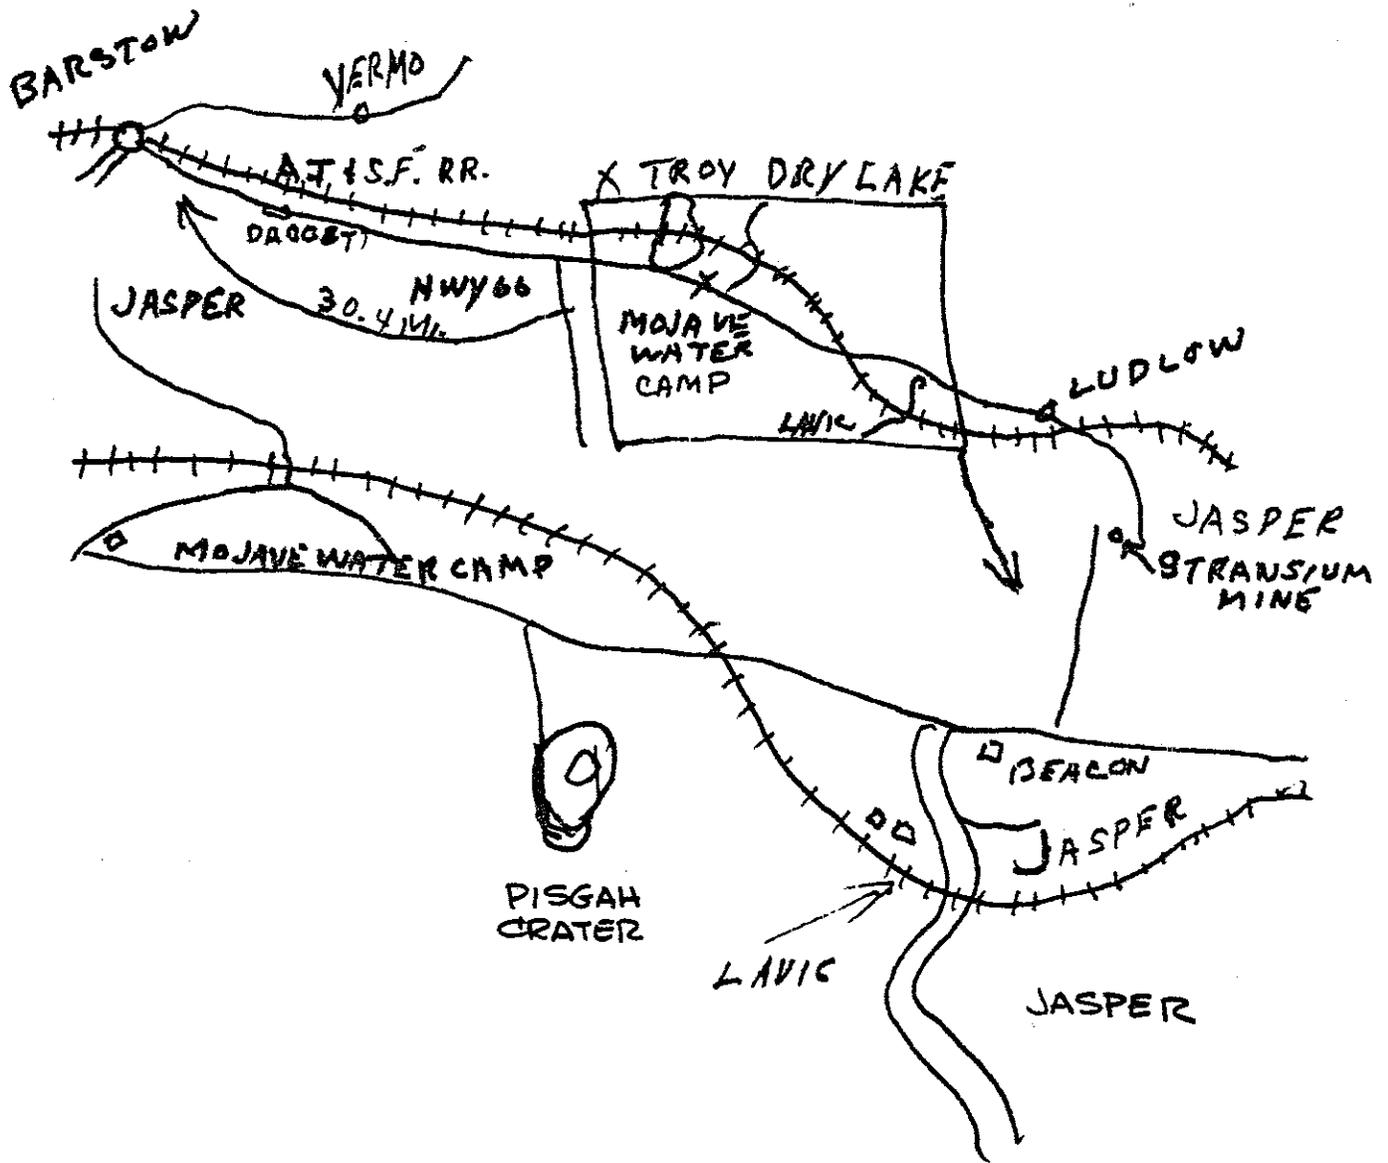 BARSTOW
YERMO
A.T & S.F. RR.
X TROY DRY LAKE
DAGGETT
JASPER
30.4 MI.
HWY 66
MOJAVE
WATER
CAMP
LUDLOW
LAVIC
MOJAVE WATER CAMP
JASPER
STRANSIUM
MINE
BEACON
JASPER
PISGAH
CRATER
LAVIC
JASPER